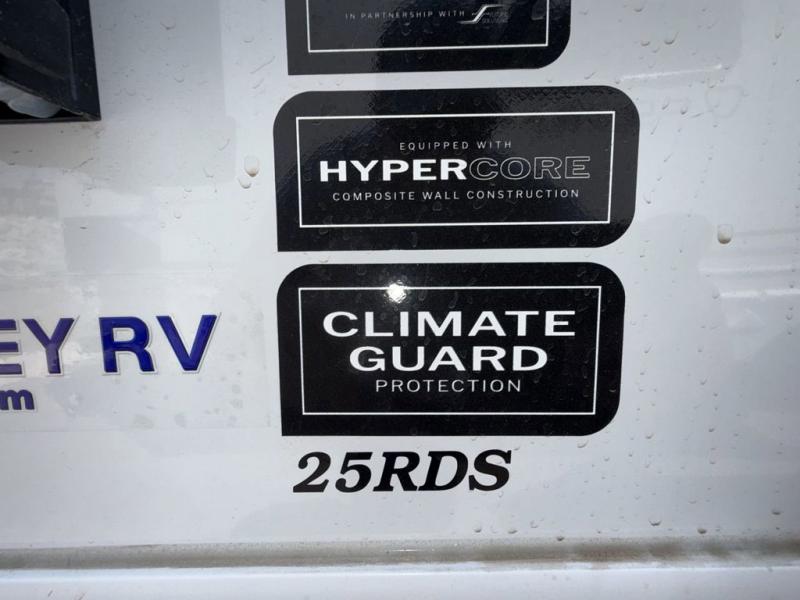 IN PARTNERSHIP WITH
EQUIPPED WITH
HYPERCORE
COMPOSITE WALL CONSTRUCTION
CLIMATE
GUARD
PROTECTION
EY RV
m
25RDS